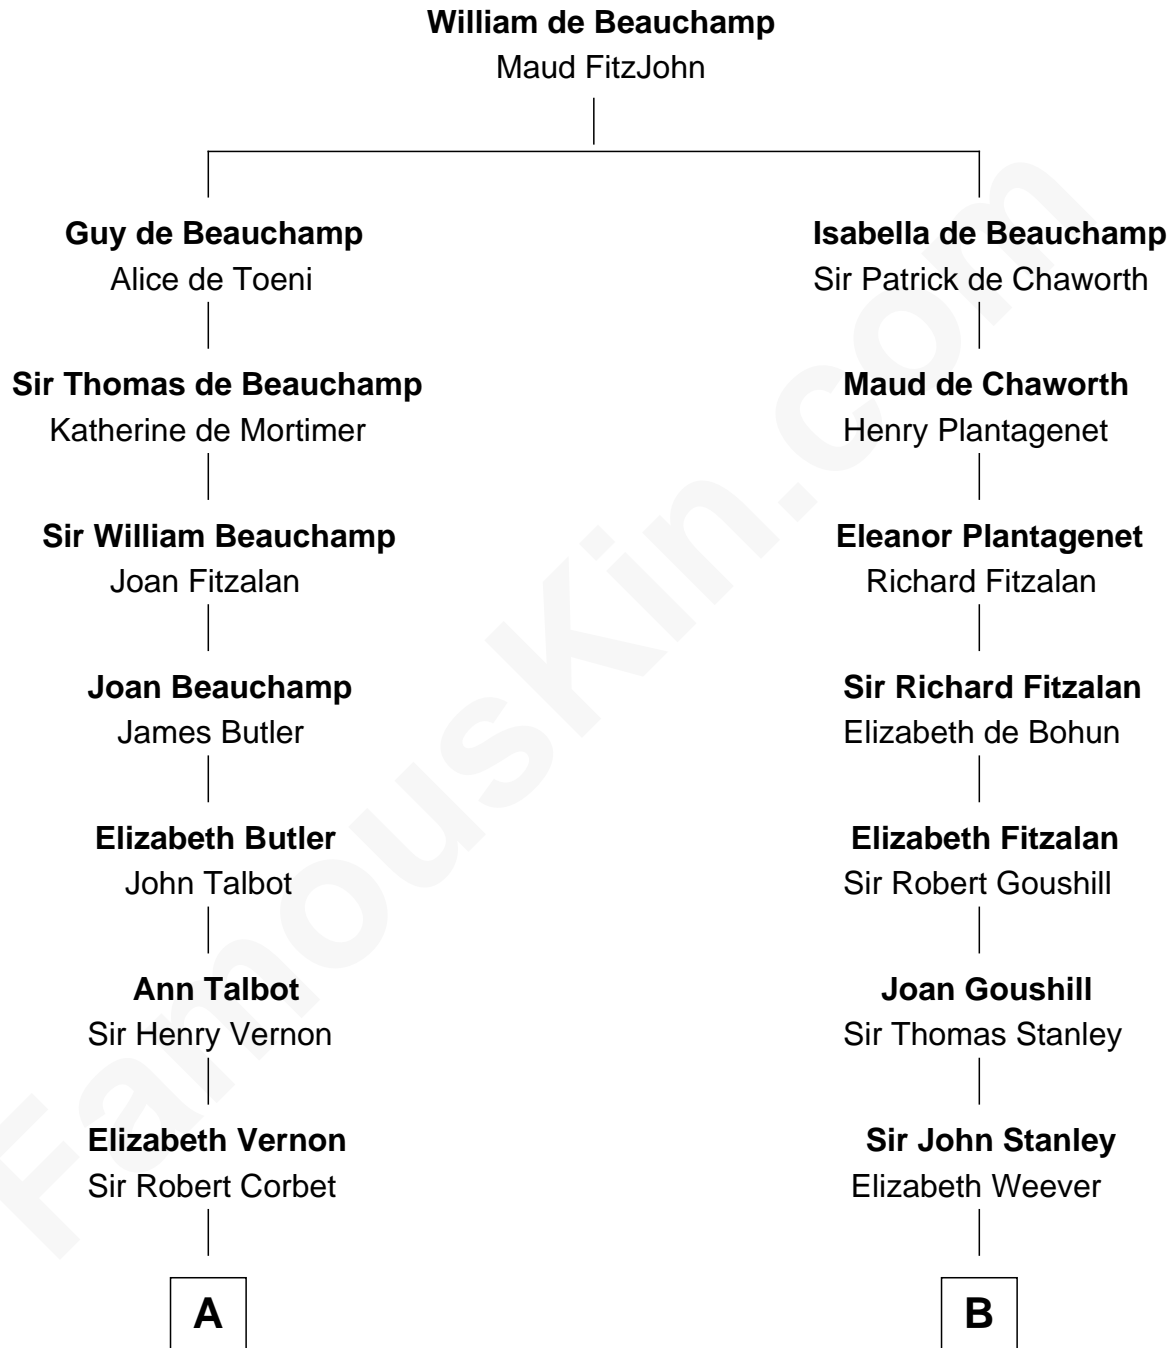 William de Beauchamp
Maud FitzJohn
Guy de Beauchamp
Alice de Toeni
Isabella de Beauchamp
Sir Patrick de Chaworth
Sir Thomas de Beauchamp
Katherine de Mortimer
Maud de Chaworth
Henry Plantagenet
Sir William Beauchamp
Joan Fitzalan
Eleanor Plantagenet
Richard Fitzalan
Joan Beauchamp
James Butler
Sir Richard Fitzalan
Elizabeth de Bohun
Elizabeth Butler
John Talbot
Elizabeth Fitzalan
Sir Robert Goushill
Ann Talbot
Sir Henry Vernon
Joan Goushill
Sir Thomas Stanley
Elizabeth Vernon
Sir Robert Corbet
Sir John Stanley
Elizabeth Weever
A
B
FamousKin.com